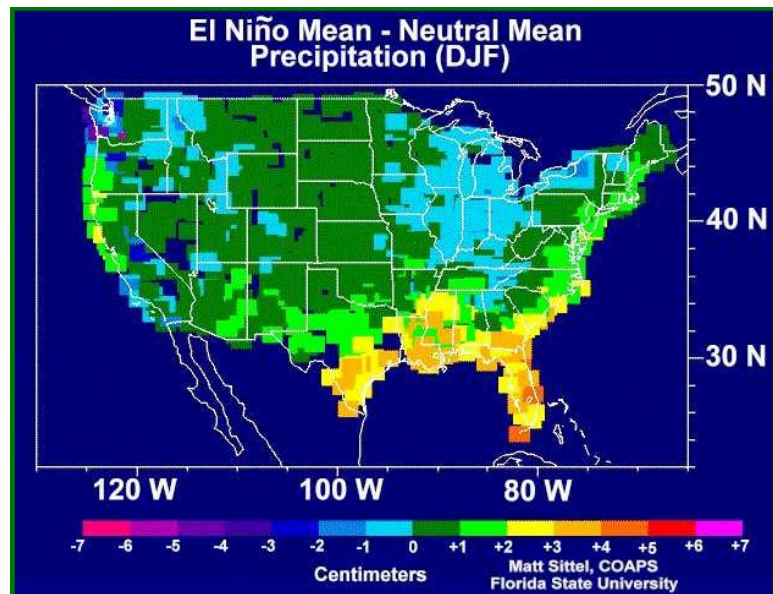 El Niño Mean - Neutral Mean
Precipitation (DJF)
50 N
40 N
30 N
120 W 100 W 80 W
-7 -6 -5 -4 -3 -2 -1 0 +1 +2 +3 +4 +5 +6 +7
Centimeters
Matt Sittel, COAPS
Florida State University